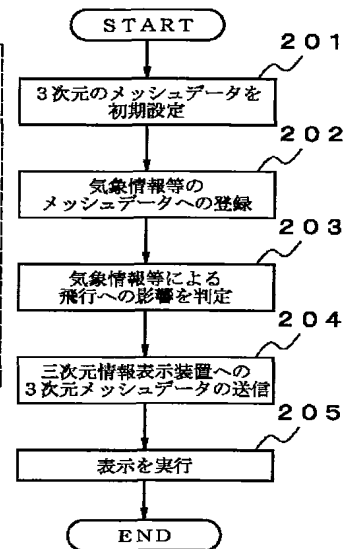 START
201
3次元のメッシュデータを
初期設定
202
気象情報等の
メッシュデータへの登録
203
気象情報等による
飛行への影響を判定
204
三次元情報表示装置への
3次元メッシュデータの送信
205
表示を実行
END